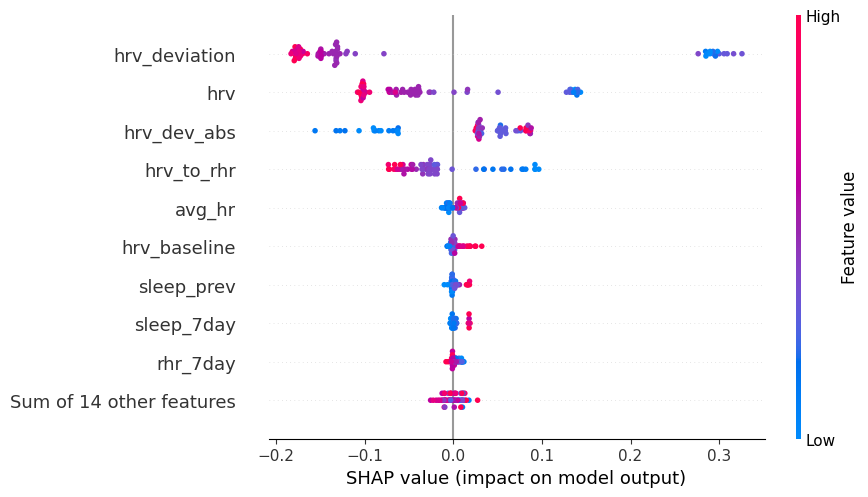 High
hrv_deviation
hrv
hrv_dev_abs
hrv_to_rhr
avg_hr
hrv_baseline
sleep_prev
sleep_7day
rhr_7day
Sum of 14 other features
Feature value
Low
−0.2 −0.1 0.0 0.1 0.2 0.3
SHAP value (impact on model output)